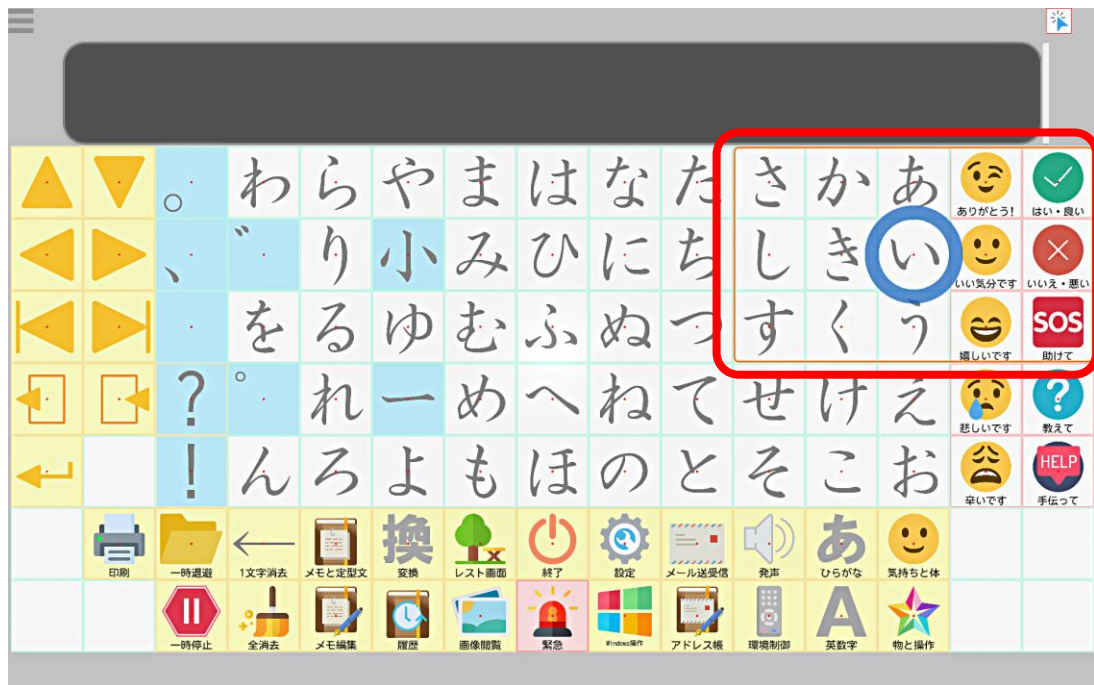 。 わ ら や ま は な た さ か あ ありがとう! はい・良い
、 ゛ り 小 み ひ に ち し き い いい気分です いいえ・悪い
を る ゆ む ふ ぬ つ す く う 嬉しいです SOS 助けて
? ゜ れ ー め へ ね て せ け え 悲しいです ? 教えて
! ん ろ よ も ほ の と そ こ お 辛いです HELP 手伝って
印刷 一時退避 1文字消去 メモと定型文 換 変換 レスト画面 終了 設定 メール送受信 発声 あ ひらがな 気持ちと体
一時停止 全消去 メモ編集 履歴 画像閲覧 緊急 Windows操作 アドレス帳 環境制御 A 英数字 物と操作